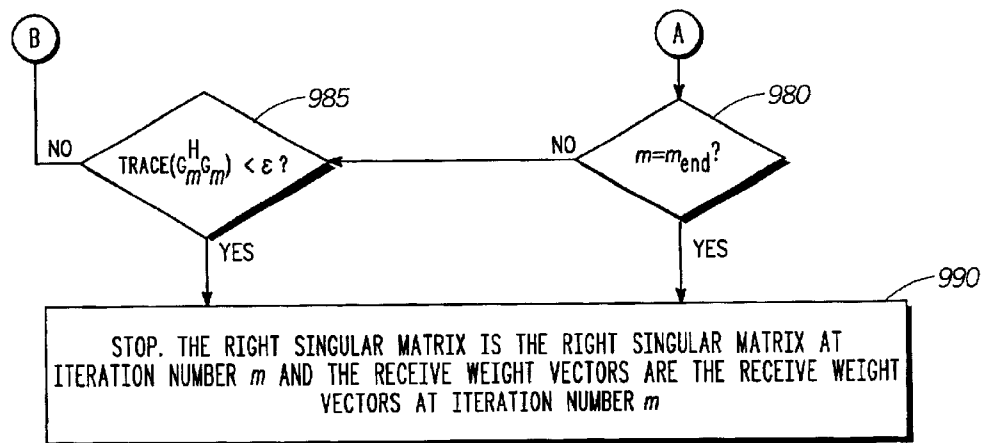 B
A
985
980
NO
TRACE(G_m^H G_m) < ε ?
NO
m=m_end?
YES
YES
990
STOP. THE RIGHT SINGULAR MATRIX IS THE RIGHT SINGULAR MATRIX AT
ITERATION NUMBER m AND THE RECEIVE WEIGHT VECTORS ARE THE RECEIVE WEIGHT
VECTORS AT ITERATION NUMBER m